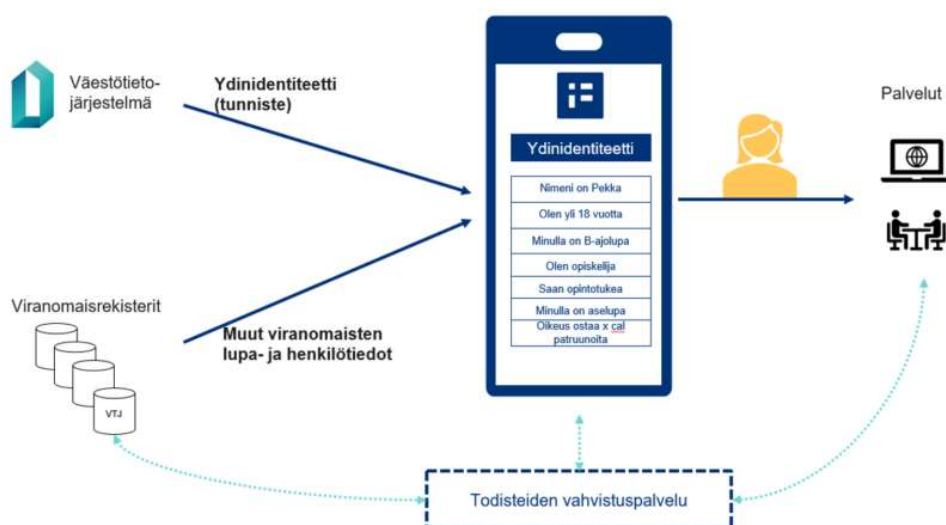 Väestötieto-
järjestelmä
Ydinidentiteetti
(tunniste)
Viranomaisrekisterit
VTJ
Muut viranomaisten
lupa- ja henkilötiedot
Ydinidentiteetti
Nimeni on Pekka
Olen yli 18 vuotta
Minulla on B-ajolupa
Olen opiskelija
Saan opintotukea
Minulla on aselupa
Oikeus ostaa x cal
patruunoita
Palvelut
Todisteiden vahvistuspalvelu